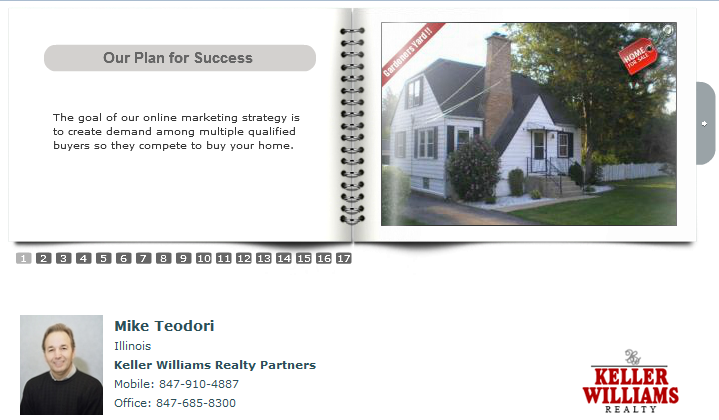 Our Plan for Success
The goal of our online marketing strategy is
to create demand among multiple qualified
buyers so they compete to buy your home.
Gardeners Yard !!
HOME
FOR SALE
1 2 3 4 5 6 7 8 9 10 11 12 13 14 15 16 17
Mike Teodori
Illinois
Keller Williams Realty Partners
Mobile: 847-910-4887
Office: 847-685-8300
KELLER
WILLIAMS
REALTY